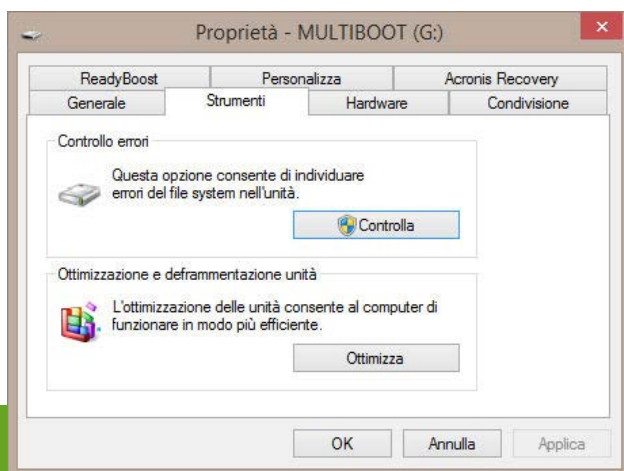 Proprietà - MULTIBOOT (G:)
ReadyBoost
Personalizza
Acronis Recovery
Generale
Strumenti
Hardware
Condivisione
Controllo errori
Questa opzione consente di individuare
errori del file system nell'unità.
Controlla
Ottimizzazione e deframmentazione unità
L'ottimizzazione delle unità consente al computer di
funzionare in modo più efficiente.
Ottimizza
OK
Annulla
Applica